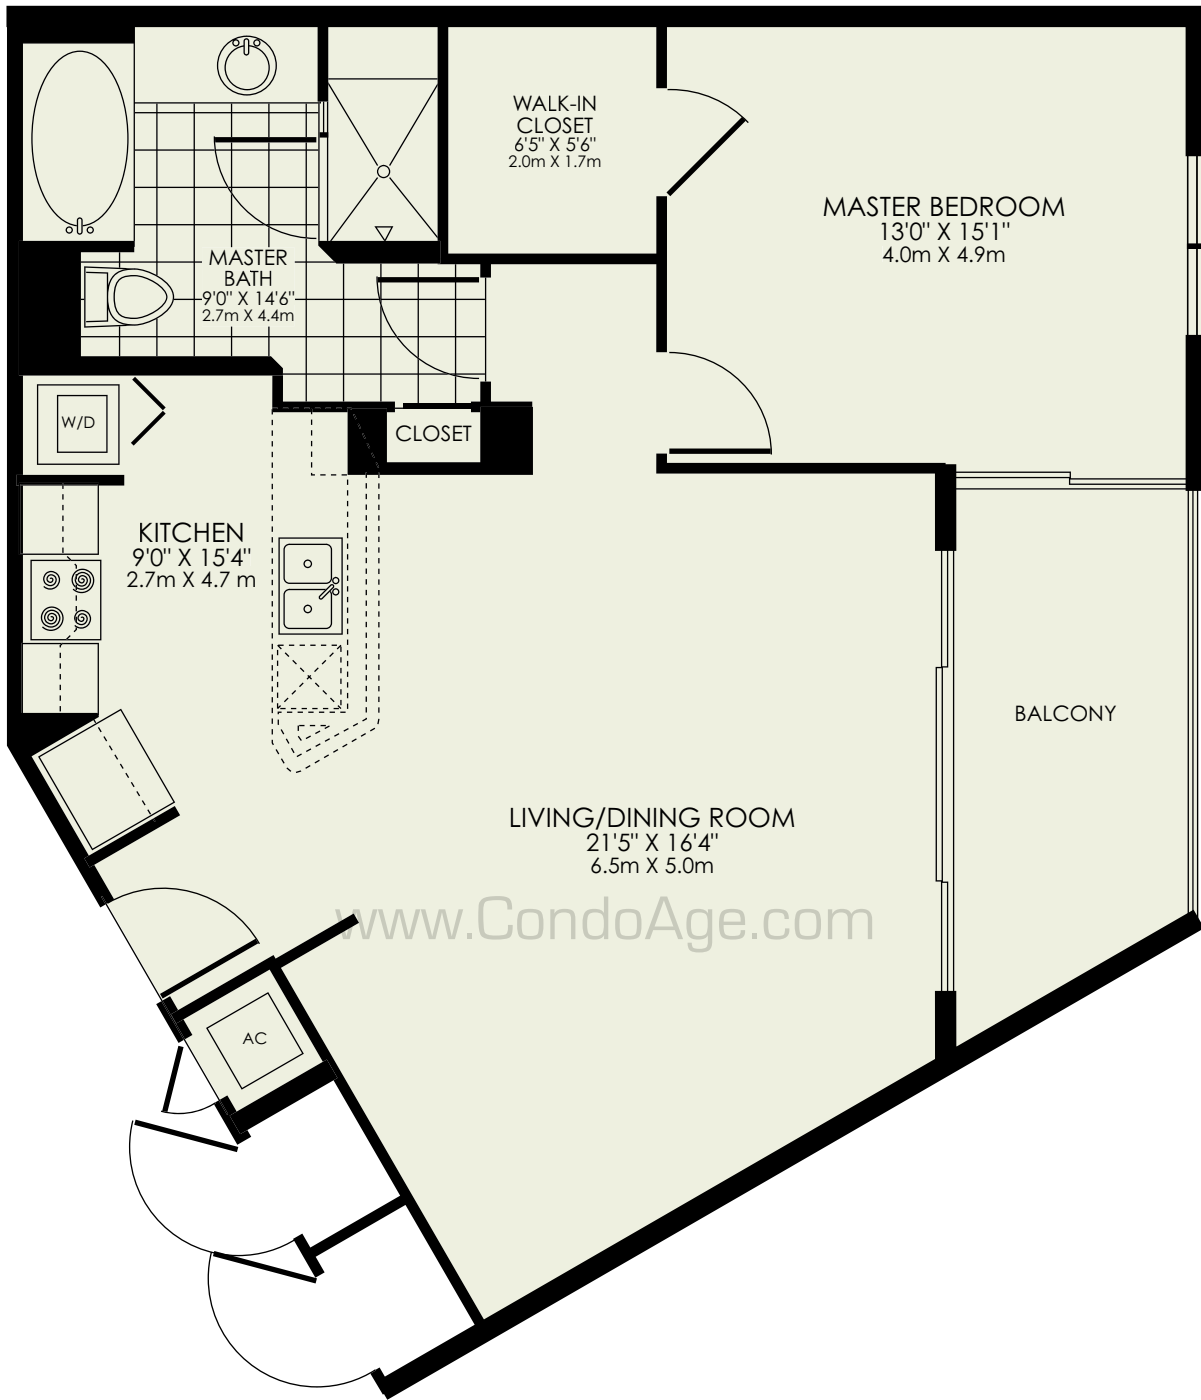 WALK-IN
CLOSET
6'5" X 5'6"
2.0m X 1.7m
MASTER BEDROOM
13'0" X 15'1"
4.0m X 4.9m
MASTER
BATH
9'0" X 14'6"
2.7m X 4.4m
W/D
CLOSET
KITCHEN
9'0" X 15'4"
2.7m X 4.7 m
BALCONY
LIVING/DINING ROOM
21'5" X 16'4"
6.5m X 5.0m
www.CondoAge.com
AC